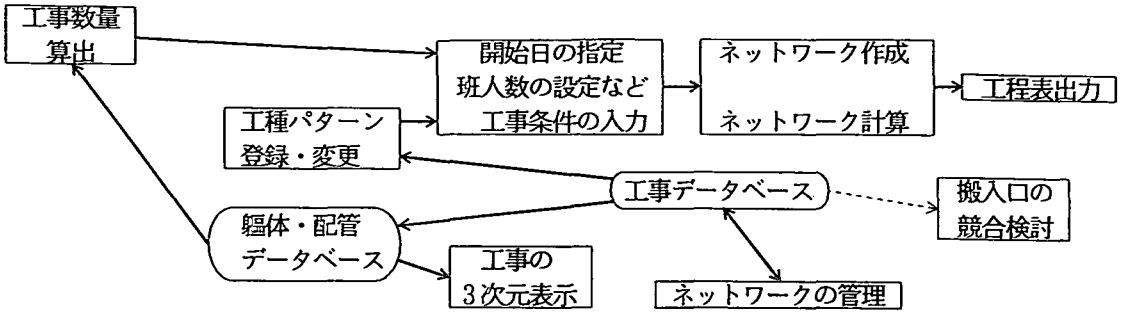 工事数量
算出
開始日の指定
班人数の設定など
工事条件の入力
ネットワーク作成
ネットワーク計算
工程表出力
工種パターン
登録・変更
工事データベース
搬入口の
競合検討
躯体・配管
データベース
工事の
3次元表示
ネットワークの管理